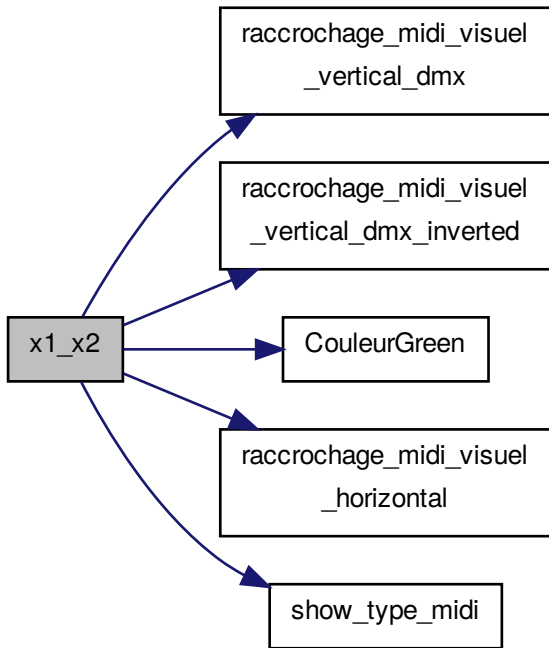 raccrochage_midi_visuel
_vertical_dmx
raccrochage_midi_visuel
_vertical_dmx_inverted
x1_x2
CouleurGreen
raccrochage_midi_visuel
_horizontal
show_type_midi